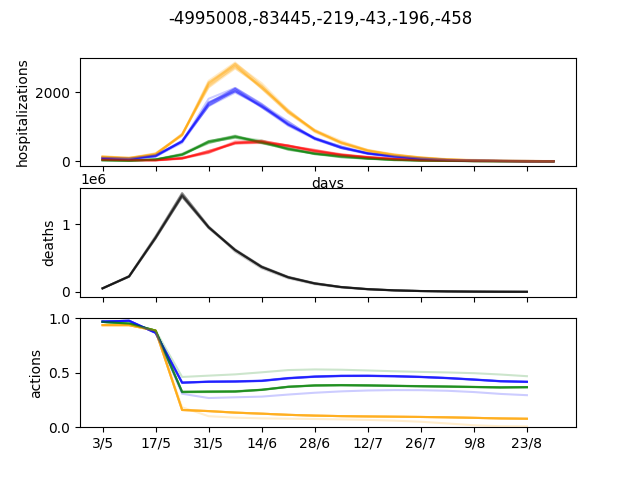 -4995008,-83445,-219,-43,-196,-458
hospitalizations
2000
0
days
1e6
deaths
1
0
actions
1.0
0.5
0.0
3/5 17/5 31/5 14/6 28/6 12/7 26/7 9/8 23/8